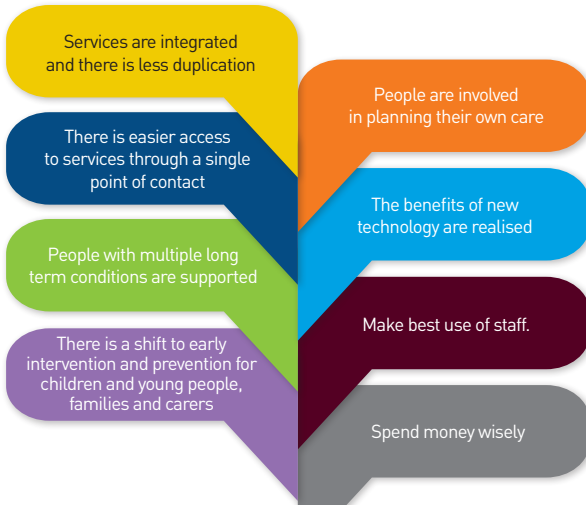 Services are integrated
and there is less duplication
People are involved
in planning their own care
There is easier access
to services through a single
point of contact
The benefits of new
technology are realised
People with multiple long
term conditions are supported
Make best use of staff.
There is a shift to early
intervention and prevention for
children and young people,
families and carers
Spend money wisely